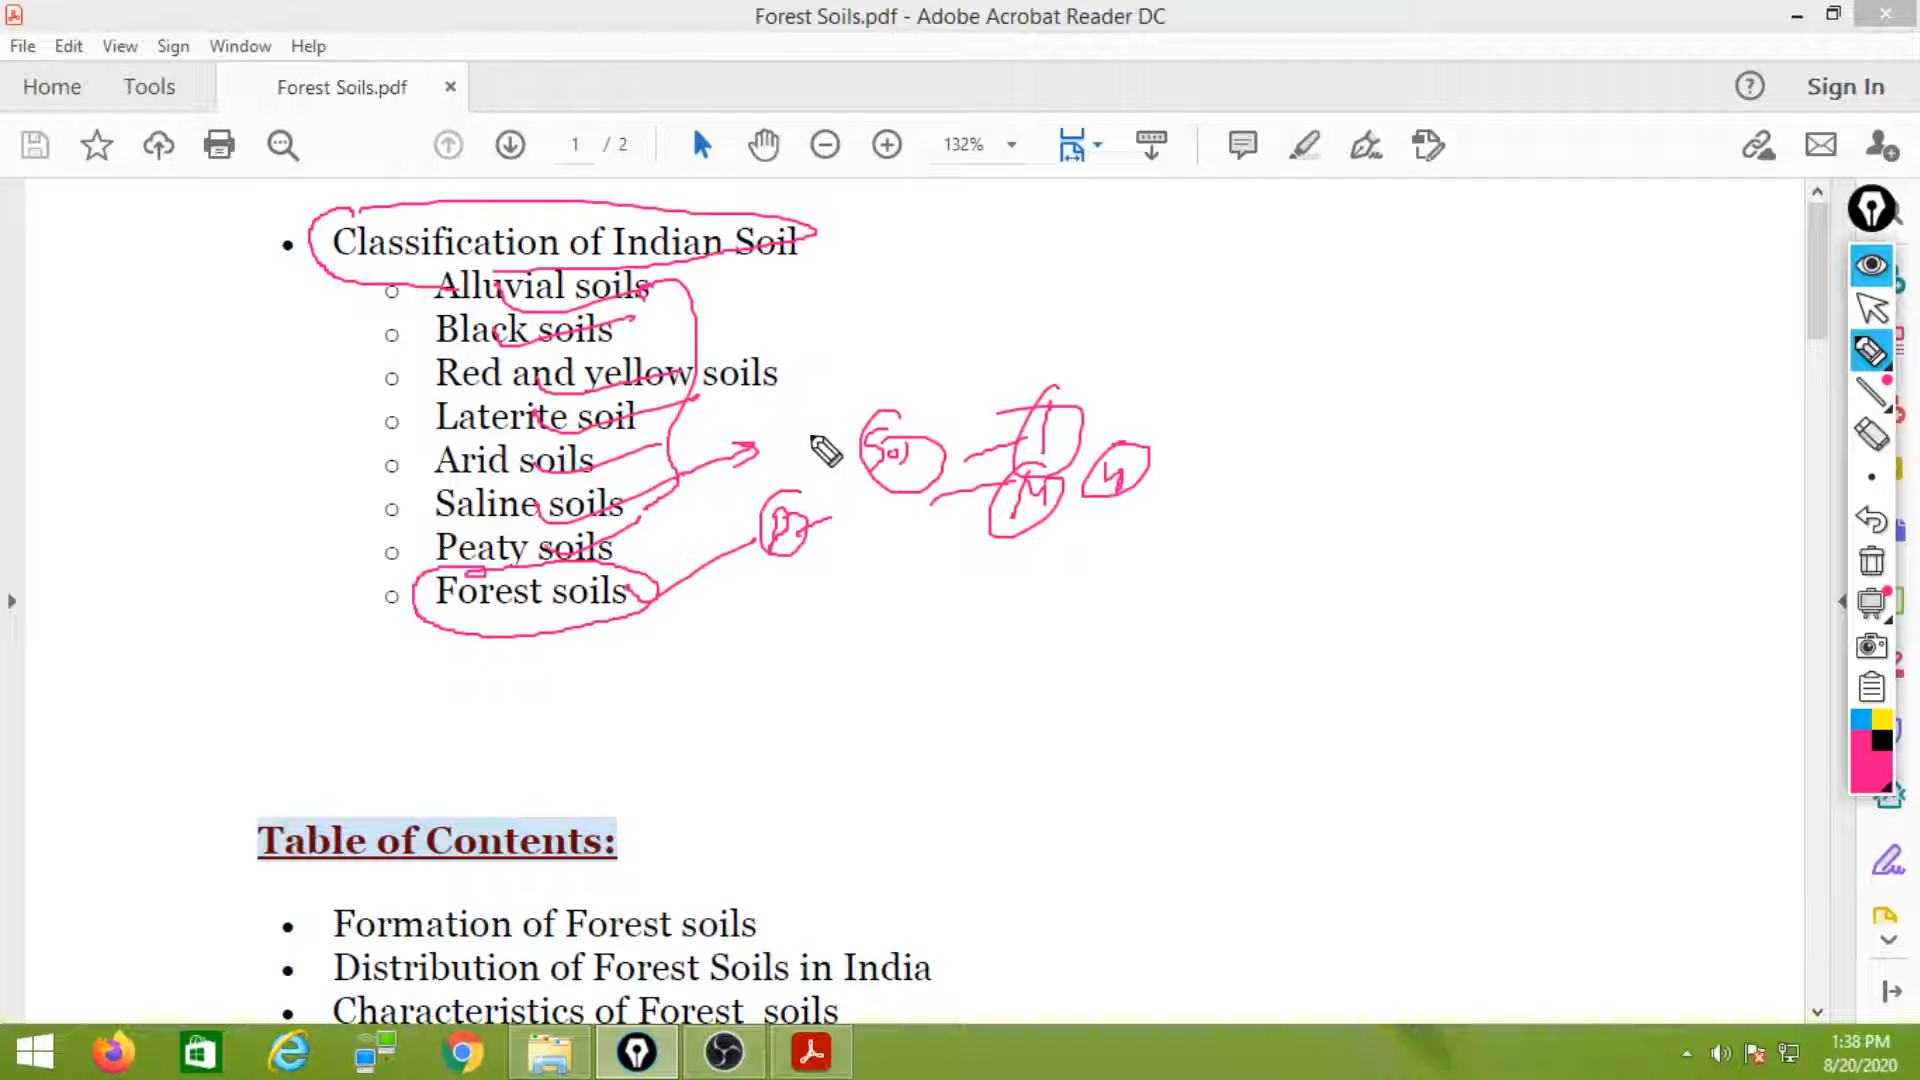 Forest Soils.pdf - Adobe Acrobat Reader DC
File Edit View Sign Window Help
Home Tools Forest Soils.pdf × ? Sign In
1 / 2 132%
• Classification of Indian Soil
o Alluvial soils
o Black soils
o Red and yellow soils
o Laterite soil
o Arid soils
o Saline soils
o Peaty soils
o Forest soils
Soi
M
Table of Contents:
• Formation of Forest soils
• Distribution of Forest Soils in India
• Characteristics of Forest soils
1:38 PM
8/20/2020